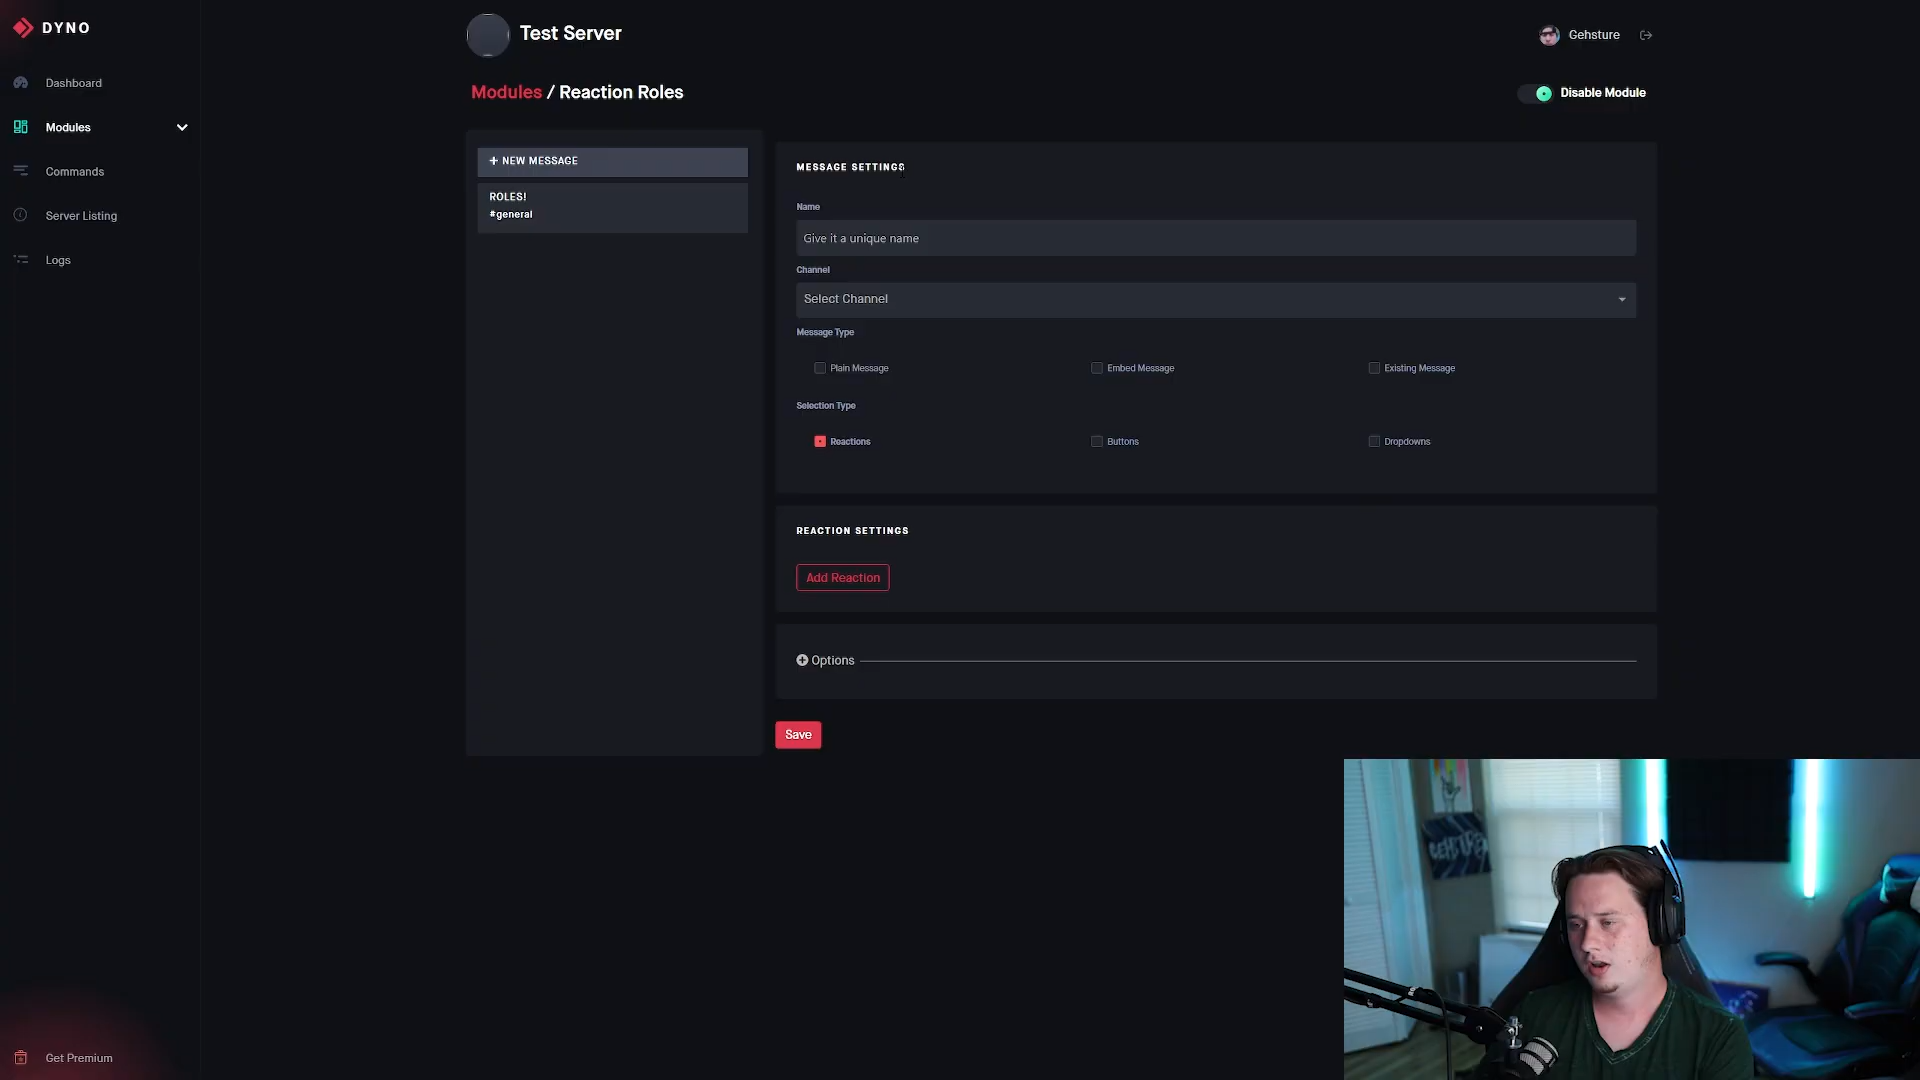 DYNO
Test Server
Gehsture
Dashboard
Modules / Reaction Roles
Disable Module
Modules
Commands
Server Listing
Logs
+ NEW MESSAGE
ROLES!
#general
MESSAGE SETTINGS
Name
Give it a unique name
Channel
Select Channel
Message Type
Plain Message
Embed Message
Existing Message
Selection Type
Reactions
Buttons
Dropdowns
REACTION SETTINGS
Add Reaction
Options
Save
Get Premium